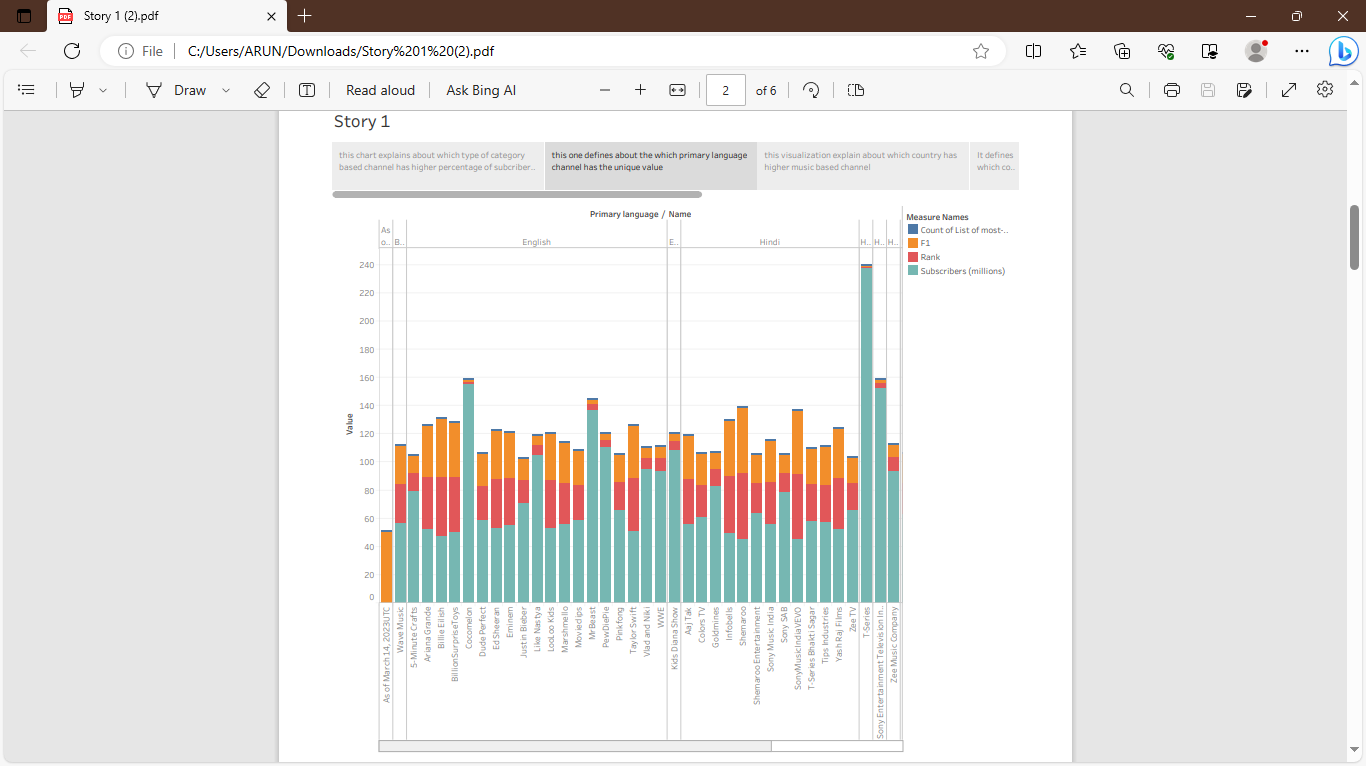 Story 1 (2).pdf
File
C:/Users/ARUN/Downloads/Story%201%20(2).pdf
Draw
Read aloud
Ask Bing AI
2
of 6
Story 1
this chart explains about which type of category
based channel has higher percentage of subcriber..
this one defines about the which primary language
channel has the unique value
this visualization explain about which country has
higher music based channel
It defines
which co..
Primary language / Name
As
o..
B..
English
E..
Hindi
H..
H..
H..
Measure Names
Count of List of most-..
F1
Rank
Subscribers (millions)
Value
240
220
200
180
160
140
120
100
80
60
40
20
0
As of March 14, 2023UTC
Wave Music
5-Minute Crafts
Ariana Grande
Billie Eilish
BillionSurpriseToys
Cocomelon
Dude Perfect
Ed Sheeran
Eminem
Justin Bieber
Like Nastya
LooLoo Kids
Marshmello
Movieclips
MrBeast
PewDiePie
Pinkfong
Taylor Swift
Vlad and Niki
WWE
Kids Diana Show
Aaj Tak
Colors TV
Goldmines
Infobells
Shemaroo
Shemaroo Entertainment
Sony Music India
Sony SAB
SonyMusicIndiaVEVO
T-Series Bhakti Sagar
Tips Industries
Yash Raj Films
Zee TV
T-Series
Sony Entertainment Television In..
Zee Music Company